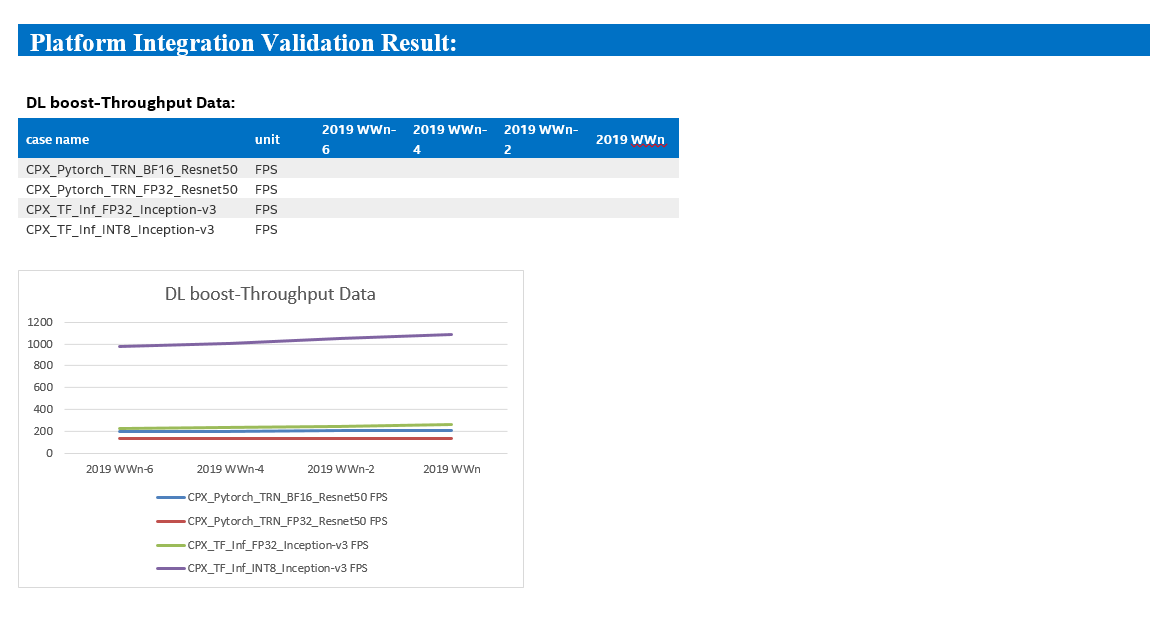 Platform Integration Validation Result:
DL boost-Throughput Data:
case name unit 2019 WWn-6 2019 WWn-4 2019 WWn-2 2019 WWn
CPX_Pytorch_TRN_BF16_Resnet50 FPS
CPX_Pytorch_TRN_FP32_Resnet50 FPS
CPX_TF_Inf_FP32_Inception-v3 FPS
CPX_TF_Inf_INT8_Inception-v3 FPS
DL boost-Throughput Data
1200
1000
800
600
400
200
0
2019 WWn-6 2019 WWn-4 2019 WWn-2 2019 WWn
CPX_Pytorch_TRN_BF16_Resnet50 FPS
CPX_Pytorch_TRN_FP32_Resnet50 FPS
CPX_TF_Inf_FP32_Inception-v3 FPS
CPX_TF_Inf_INT8_Inception-v3 FPS